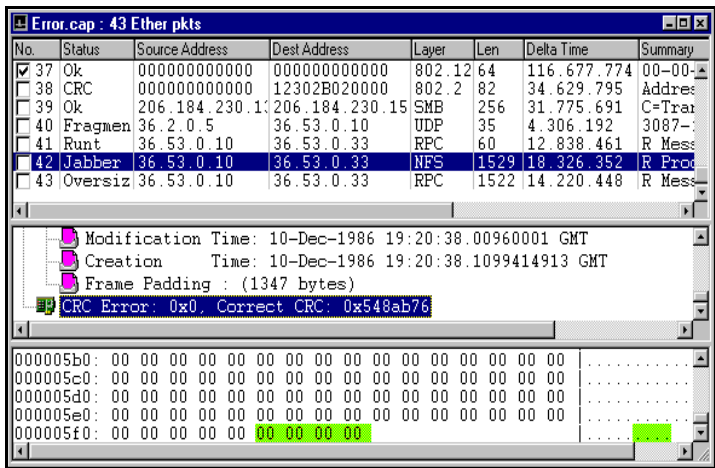 Error.cap : 43 Ether pkts
No. Status Source Address Dest Address Layer Len Delta Time Summary
37 Ok 000000000000 000000000000 802.12 64 116.677.774 00-00-
38 CRC 000000000000 12302B020000 802.2 82 34.629.795 Addres
39 Ok 206.184.230.13 206.184.230.15 SMB 256 31.775.691 C=Tran
40 Fragmen 36.2.0.5 36.53.0.10 UDP 35 4.306.192 3087-
41 Runt 36.53.0.10 36.53.0.33 RPC 60 12.838.461 R Mess
42 Jabber 36.53.0.10 36.53.0.33 NFS 1529 18.326.352 R Proc
43 Oversiz 36.53.0.10 36.53.0.33 RPC 1522 14.220.448 R Mess
Modification Time: 10-Dec-1986 19:20:38.00960001 GMT
Creation Time: 10-Dec-1986 19:20:38.1099414913 GMT
Frame Padding : (1347 bytes)
CRC Error: 0x0, Correct CRC: 0x548ab76
000005b0: 00 00 00 00 00 00 00 00 00 00 00 00 00 00 00 00 ................
000005c0: 00 00 00 00 00 00 00 00 00 00 00 00 00 00 00 00 ................
000005d0: 00 00 00 00 00 00 00 00 00 00 00 00 00 00 00 00 ................
000005e0: 00 00 00 00 00 00 00 00 00 00 00 00 00 00 00 00 ................
000005f0: 00 00 00 00 00 00 00 00 00 .........